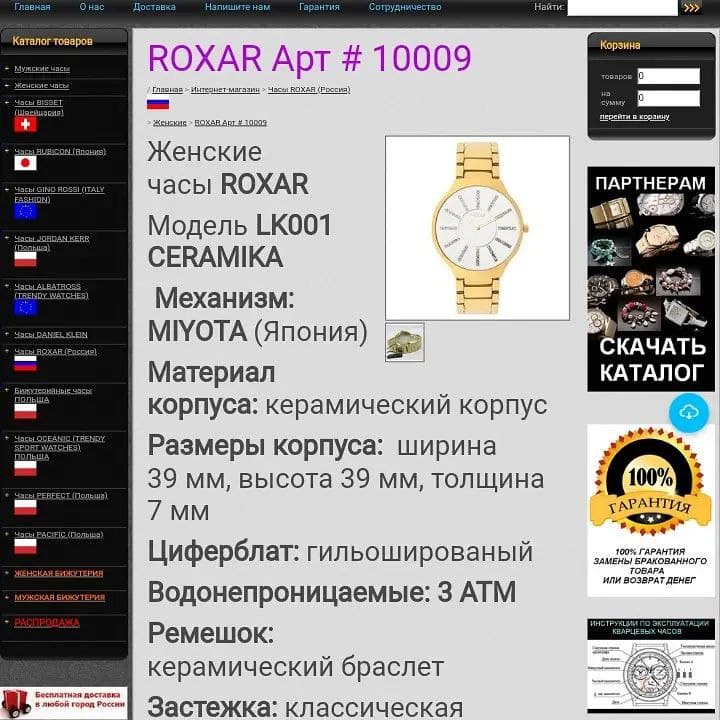 Главная О нас Доставка Напишите нам Гарантия Сотрудничество Найти:
Каталог товаров
Мужские часы
Женские часы
Часы BISSET
(Швейцария)
Часы RUBICON (Япония)
Часы GINO ROSSI (ITALY
FASHION)
Часы JORDAN KERR
(Польша)
Часы ALBATROSS
(TRENDY WATCHES)
Часы DANIEL KLEIN
Часы ROXAR (Россия)
Бижутерийные часы
ПОЛЬША
Часы OCEANIC (TRENDY
SPORT WATCHES)
ПОЛЬША
Часы PERFECT (Польша)
Часы PACIFIC (Польша)
ЖЕНСКАЯ БИЖУТЕРИЯ
МУЖСКАЯ БИЖУТЕРИЯ
РАСПРОДАЖА
Бесплатная доставка
в любой город России
ROXAR Арт # 10009
/ Главная > Интернет-магазин > Часы ROXAR (Россия)
> Женские > ROXAR Арт # 10009
Женские
часы ROXAR
Модель LK001
CERAMIKA
Механизм:
MIYOTA (Япония)
Материал
корпуса: керамический корпус
Размеры корпуса: ширина
39 мм, высота 39 мм, толщина
7 мм
Циферблат: гильошированый
Водонепроницаемые: 3 АТМ
Ремешок:
керамический браслет
Застежка: классическая
Корзина
товаров 0
на
сумму 0
перейти в корзину
ПАРТНЕРАМ
СКАЧАТЬ
КАТАЛОГ
100%
ГАРАНТИЯ
100% ГАРАНТИЯ
ЗАМЕНЫ БРАКОВАННОГО
ТОВАРА
ИЛИ ВОЗВРАТ ДЕНЕГ
ИНСТРУКЦИИ ПО ЭКСПЛУАТАЦИИ
КВАРЦЕВЫХ ЧАСОВ